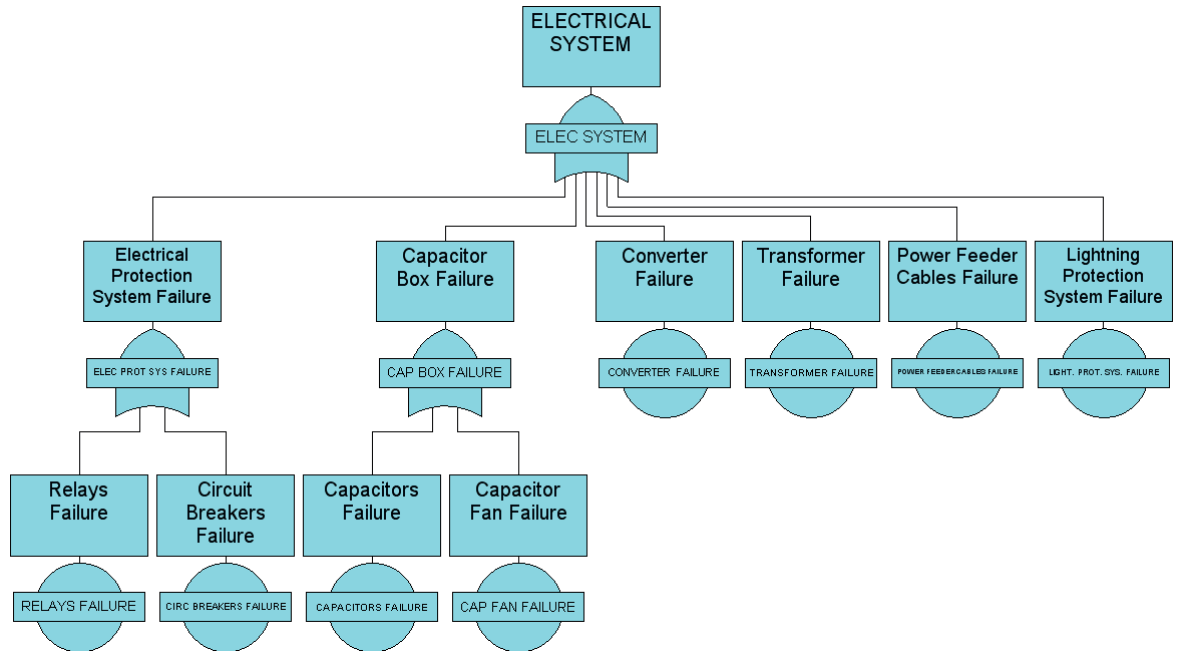 ELECTRICAL
SYSTEM
ELEC SYSTEM
Electrical
Protection
System Failure
Capacitor
Box Failure
Converter
Failure
Transformer
Failure
Power Feeder
Cables Failure
Lightning
Protection
System Failure
ELEC PROT SYS FAILURE
CAP BOX FAILURE
CONVERTER FAILURE
TRANSFORMER FAILURE
POWER FEEDER CABLES FAILURE
LIGHT. PROT. SYS. FAILURE
Relays
Failure
Circuit
Breakers
Failure
Capacitors
Failure
Capacitor
Fan Failure
RELAYS FAILURE
CIRC BREAKERS FAILURE
CAPACITORS FAILURE
CAP FAN FAILURE